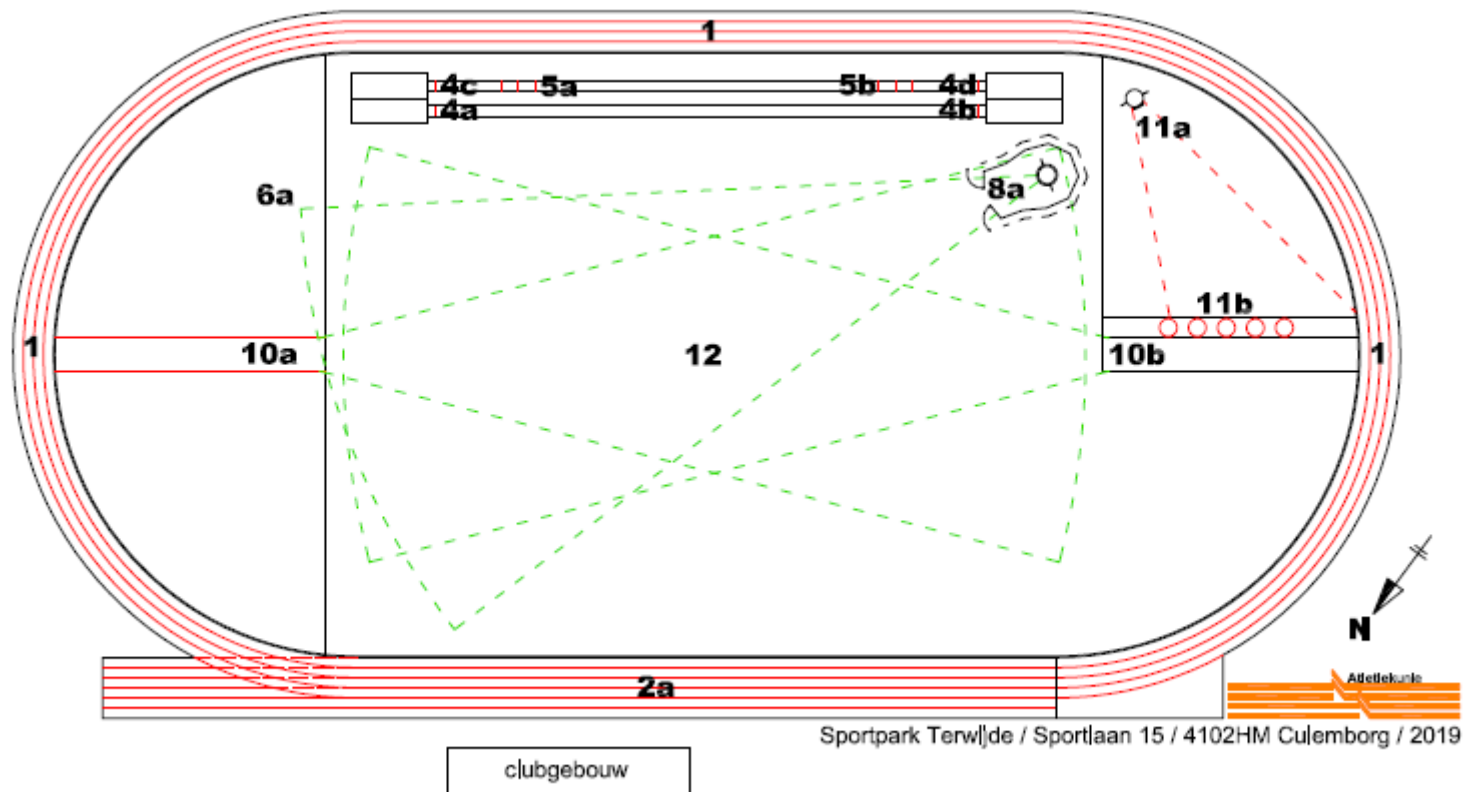 1
4c 5a 5b 4d
4a 4b
11a
6a 8a
11b
1 10a 12 10b 1
N
2a
Atletiekunie
Sportpark Terwijde / Sportlaan 15 / 4102HM Culemborg / 2019
clubgebouw